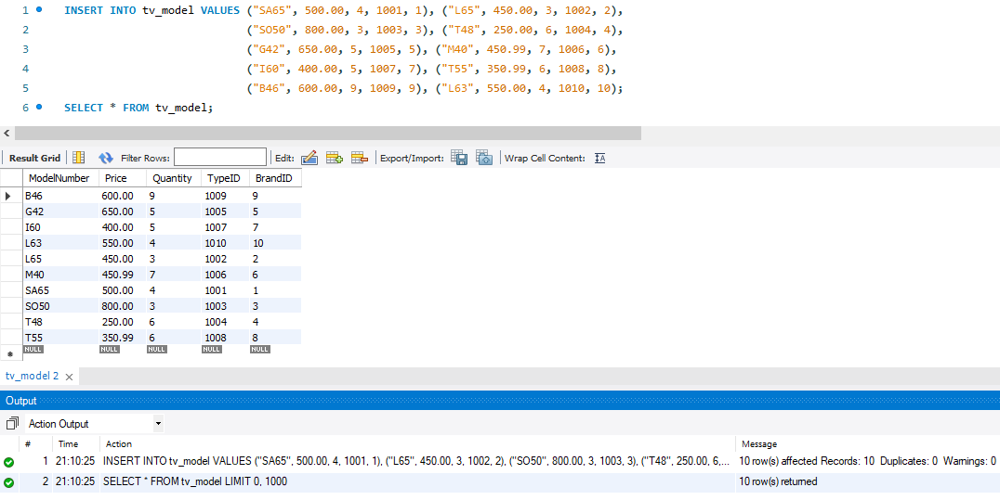 1 INSERT INTO tv_model VALUES ("SA65", 500.00, 4, 1001, 1), ("L65", 450.00, 3, 1002, 2),
2 ("SO50", 800.00, 3, 1003, 3), ("T48", 250.00, 6, 1004, 4),
3 ("G42", 650.00, 5, 1005, 5), ("M40", 450.99, 7, 1006, 6),
4 ("I60", 400.00, 5, 1007, 7), ("T55", 350.99, 6, 1008, 8),
5 ("B46", 600.00, 9, 1009, 9), ("L63", 550.00, 4, 1010, 10);
6 SELECT * FROM tv_model;
Result Grid Filter Rows: Edit: Export/Import: Wrap Cell Content: IA
ModelNumber Price Quantity TypeID BrandID
B46 600.00 9 1009 9
G42 650.00 5 1005 5
I60 400.00 5 1007 7
L63 550.00 4 1010 10
L65 450.00 3 1002 2
M40 450.99 7 1006 6
SA65 500.00 4 1001 1
SO50 800.00 3 1003 3
T48 250.00 6 1004 4
T55 350.99 6 1008 8
NULL NULL NULL NULL NULL
tv_model 2
Output
Action Output
# Time Action Message
1 21:10:25 INSERT INTO tv_model VALUES ("SA65", 500.00, 4, 1001, 1), ("L65", 450.00, 3, 1002, 2), ("SO50", 800.00, 3, 1003, 3), ("T48", 250.00, 6,... 10 row(s) affected Records: 10 Duplicates: 0 Warnings: 0
2 21:10:25 SELECT * FROM tv_model LIMIT 0, 1000 10 row(s) returned